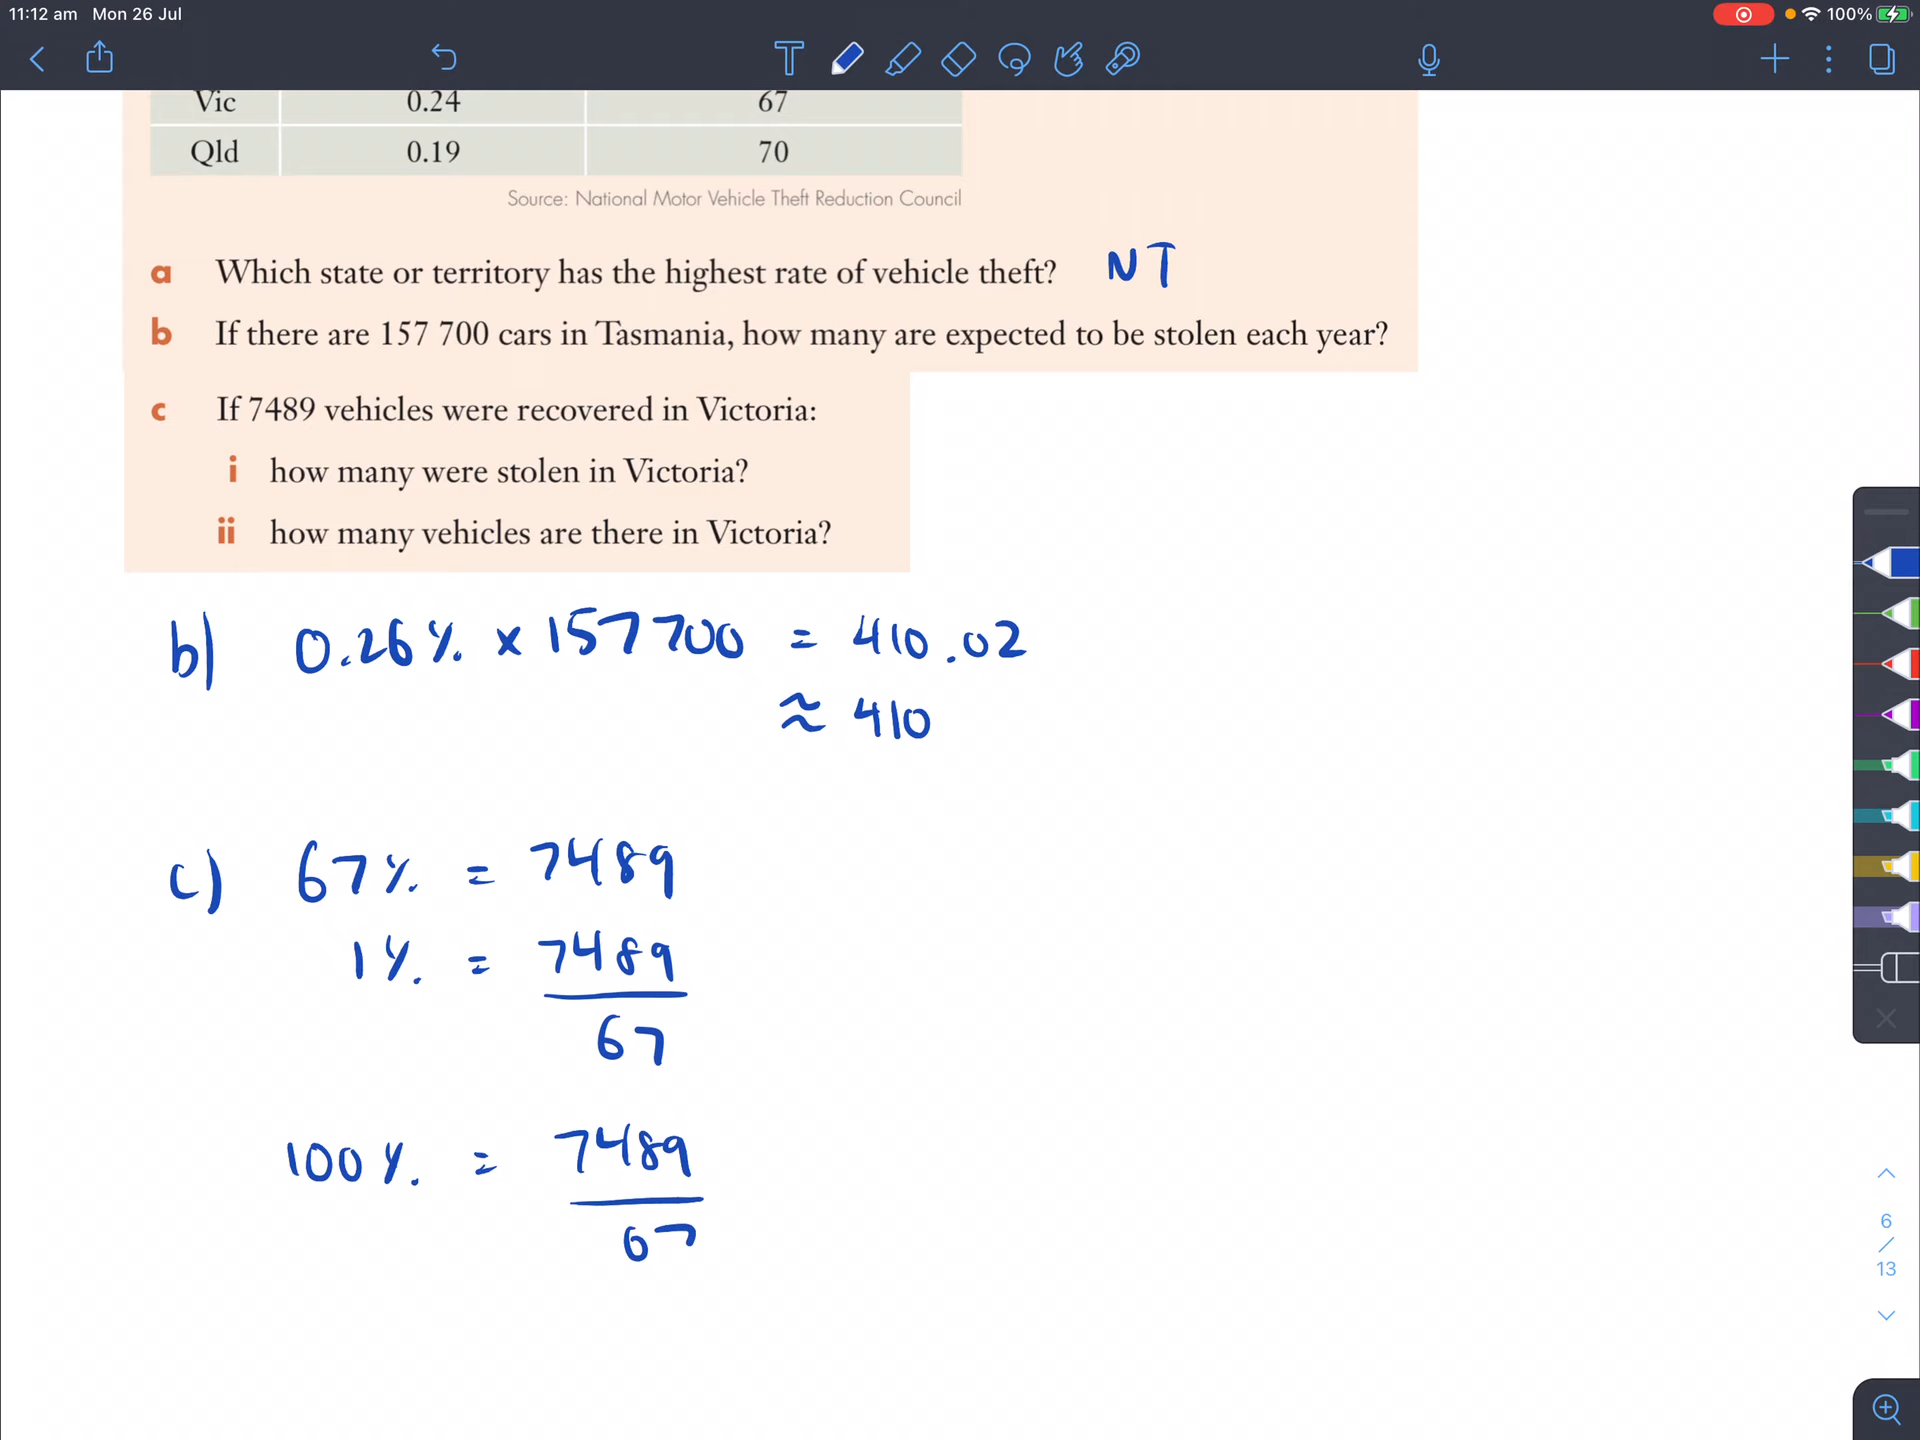 11:12 am Mon 26 Jul 100%
Vic 0.24 67
Qld 0.19 70
Source: National Motor Vehicle Theft Reduction Council
a Which state or territory has the highest rate of vehicle theft? NT
b If there are 157 700 cars in Tasmania, how many are expected to be stolen each year?
c If 7489 vehicles were recovered in Victoria:
i how many were stolen in Victoria?
ii how many vehicles are there in Victoria?
b) 0.26% × 157700 = 410.02
≈ 410
c) 67% = 7489
1% = 7489
67
100% = 7489
67
6
/
13